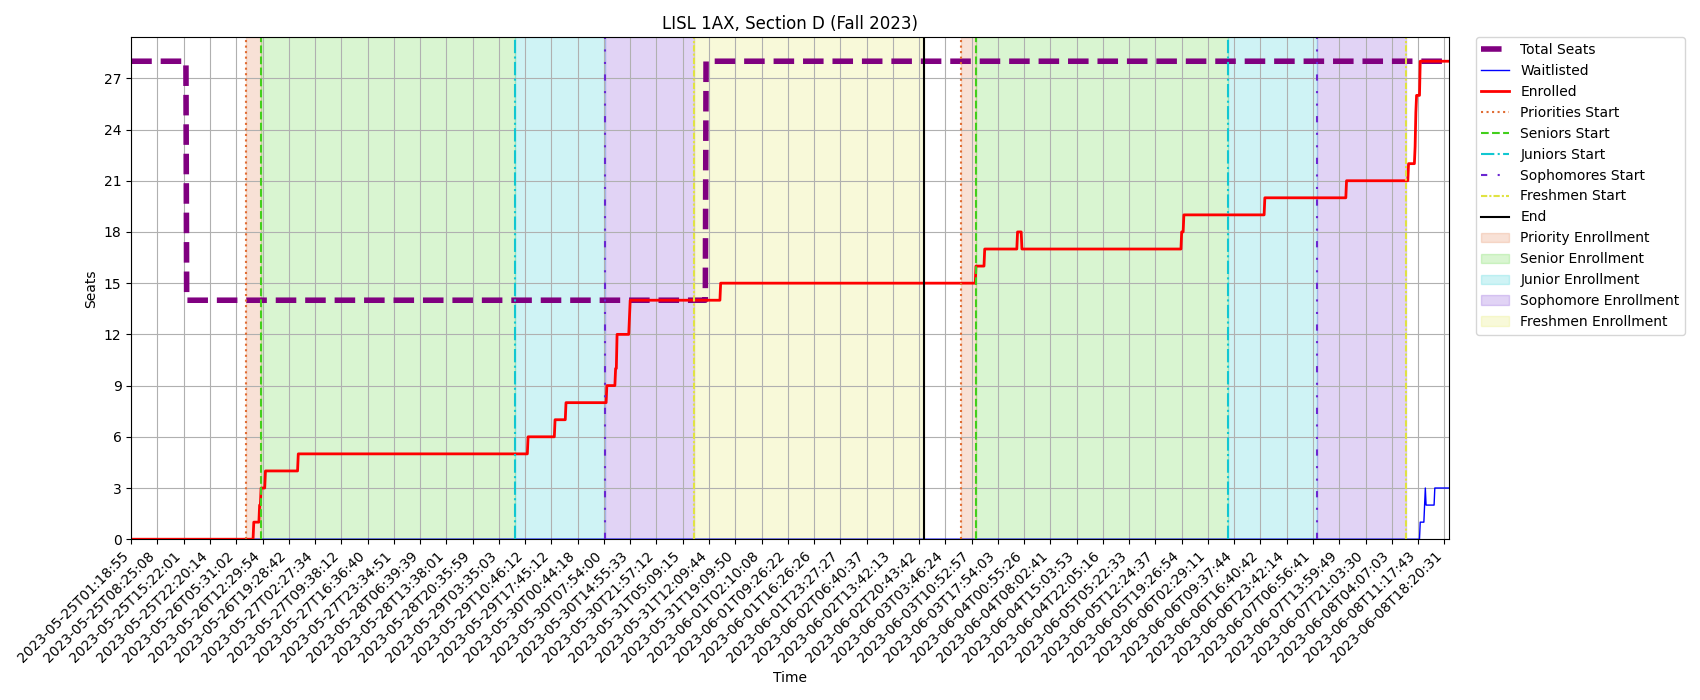 LISL 1AX, Section D (Fall 2023)
Seats
27
24
21
18
15
12
9
6
3
0
2023-05-25T01:18:55
2023-05-25T08:25:08
2023-05-25T15:22:01
2023-05-25T22:20:14
2023-05-26T05:31:02
2023-05-26T12:29:54
2023-05-26T19:28:42
2023-05-27T02:27:34
2023-05-27T09:38:12
2023-05-27T16:36:40
2023-05-27T23:34:51
2023-05-28T06:39:39
2023-05-28T13:38:01
2023-05-28T20:35:59
2023-05-29T03:35:03
2023-05-29T10:46:12
2023-05-29T17:45:12
2023-05-30T00:44:18
2023-05-30T07:54:00
2023-05-30T14:55:33
2023-05-30T21:57:12
2023-05-31T05:09:15
2023-05-31T12:09:44
2023-05-31T19:09:50
2023-06-01T02:10:08
2023-06-01T09:26:22
2023-06-01T16:26:26
2023-06-01T23:27:27
2023-06-02T06:40:37
2023-06-02T13:42:13
2023-06-02T20:43:42
2023-06-03T03:46:24
2023-06-03T10:52:57
2023-06-03T17:54:03
2023-06-04T00:55:26
2023-06-04T08:02:41
2023-06-04T15:03:53
2023-06-04T22:05:16
2023-06-05T05:22:33
2023-06-05T12:24:37
2023-06-05T19:26:54
2023-06-06T02:29:11
2023-06-06T09:37:44
2023-06-06T16:40:42
2023-06-06T23:42:14
2023-06-07T06:56:41
2023-06-07T13:59:49
2023-06-07T21:03:30
2023-06-08T04:07:03
2023-06-08T11:17:43
2023-06-08T18:20:31
Time
Total Seats
Waitlisted
Enrolled
Priorities Start
Seniors Start
Juniors Start
Sophomores Start
Freshmen Start
End
Priority Enrollment
Senior Enrollment
Junior Enrollment
Sophomore Enrollment
Freshmen Enrollment